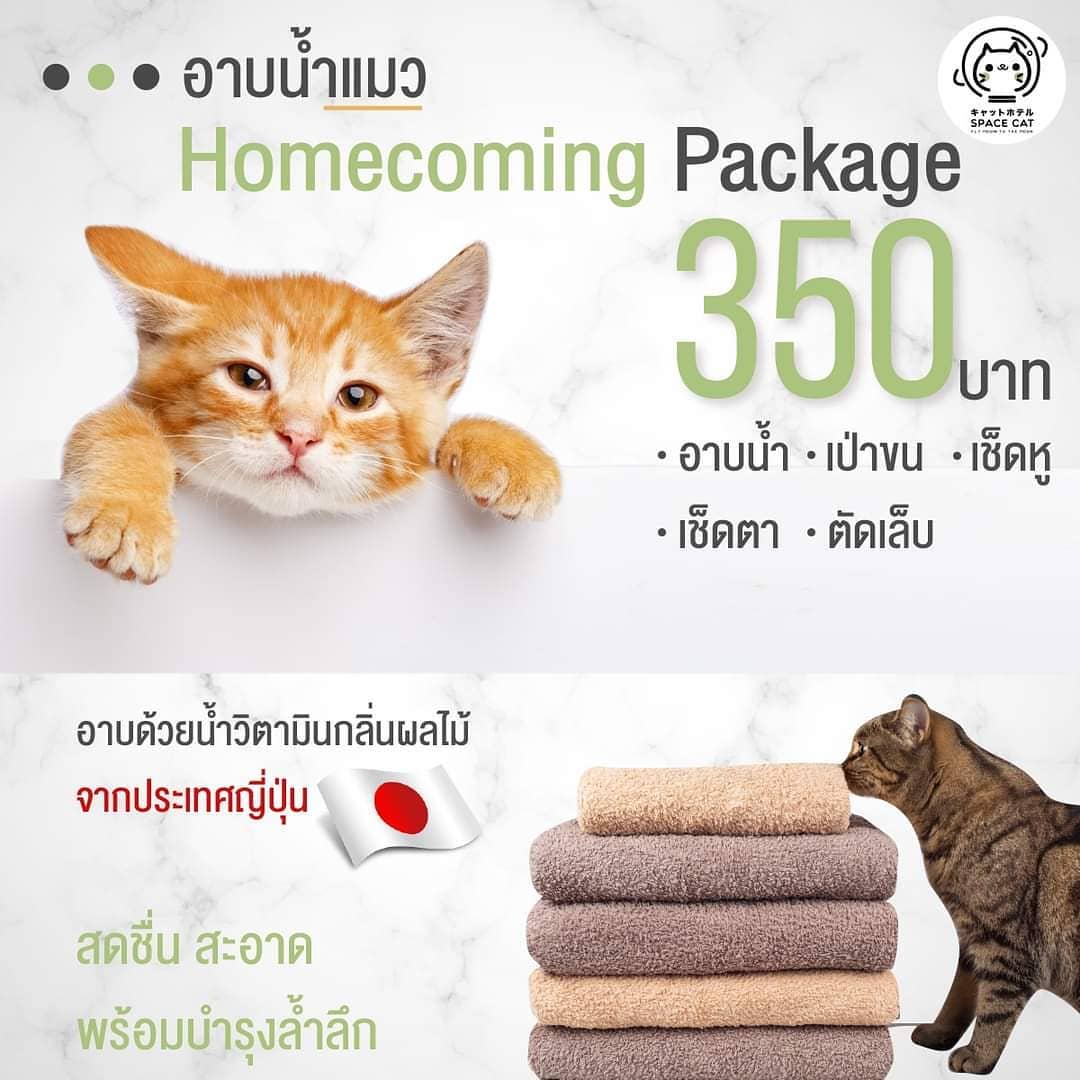 อาบน้ำแมว
Homecoming Package
350 บาท
· อาบน้ำ · เป่าขน · เช็ดหู
· เช็ดตา · ตัดเล็บ
อาบด้วยน้ำวิตามินกลิ่นผลไม้
จากประเทศญี่ปุ่น
สดชื่น สะอาด
พร้อมบำรุงล้ำลึก
キャットホテル
SPACE CAT